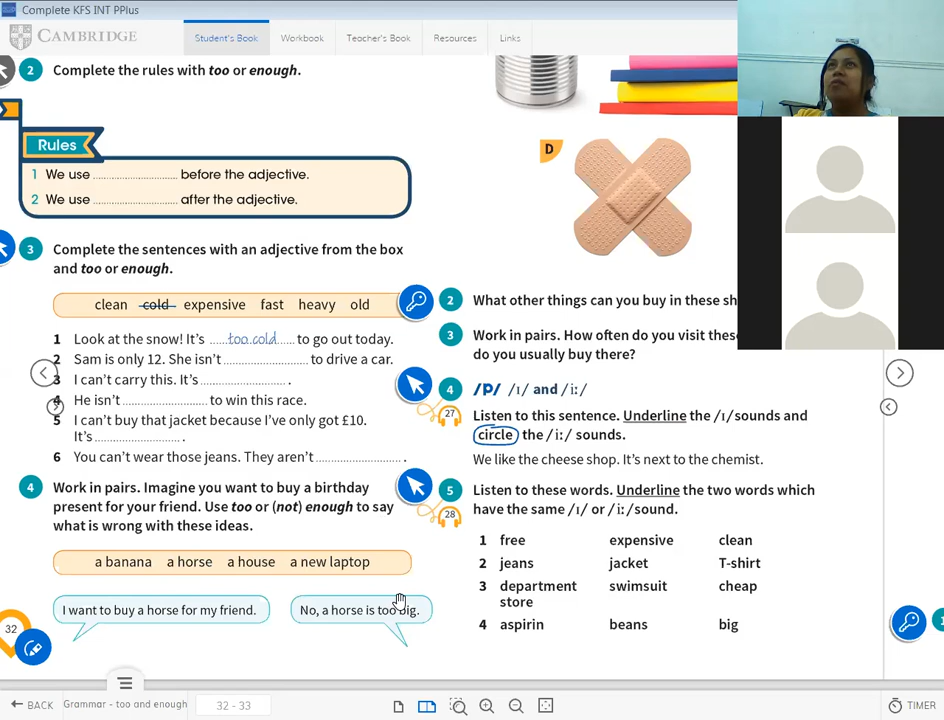 Complete KFS INT PPlus
CAMBRIDGE
Student's Book
Workbook
Teacher's Book
Resources
Links
2 Complete the rules with too or enough.
Rules
1 We use .............................. before the adjective.
2 We use .............................. after the adjective.
3 Complete the sentences with an adjective from the box
and too or enough.
clean cold expensive fast heavy old
1 Look at the snow! It's ......too cold...... to go out today.
2 Sam is only 12. She isn't .............................. to drive a car.
3 I can't carry this. It's .............................. .
4 He isn't .............................. to win this race.
5 I can't buy that jacket because I've only got £10.
It's .............................. .
6 You can't wear those jeans. They aren't .............................. .
4 Work in pairs. Imagine you want to buy a birthday
present for your friend. Use too or (not) enough to say
what is wrong with these ideas.
a banana a horse a house a new laptop
I want to buy a horse for my friend.
No, a horse is too big.
32
D
2 What other things can you buy in these sh
3 Work in pairs. How often do you visit these
do you usually buy there?
4 /P/ /ɪ/ and /iː/
27
Listen to this sentence. Underline the /ɪ/ sounds and
circle the /iː/ sounds.
We like the cheese shop. It's next to the chemist.
5 Listen to these words. Underline the two words which
28
have the same /ɪ/ or /iː/ sound.
1 free expensive clean
2 jeans jacket T-shirt
3 department swimsuit cheap
store
4 aspirin beans big
BACK
Grammar - too and enough
32 - 33
TIMER